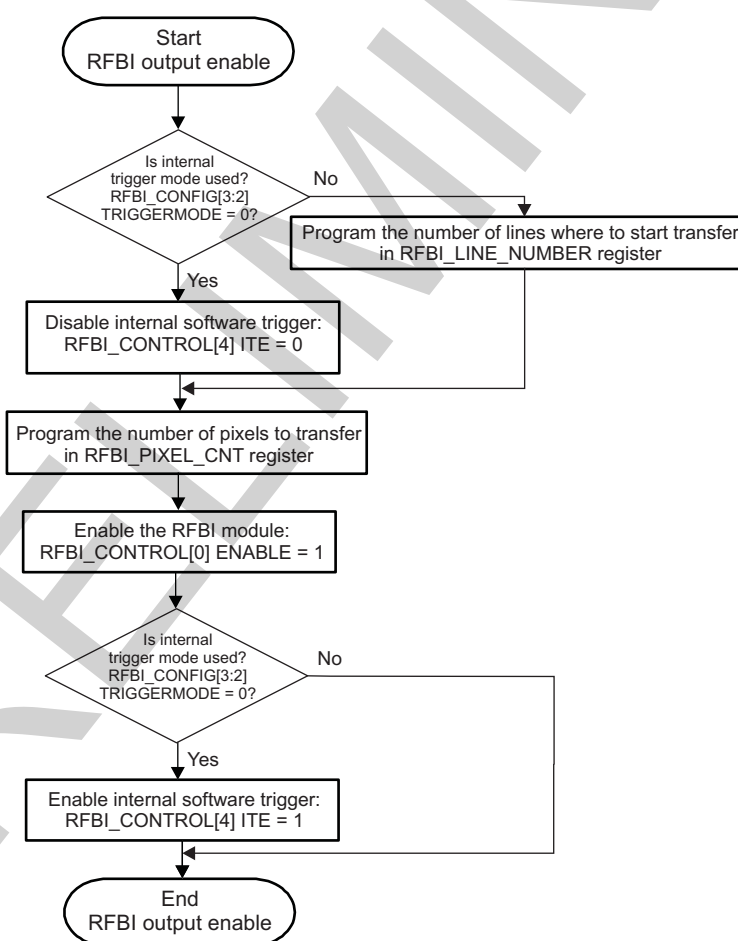 Start
RFBI output enable
Is internal
trigger mode used?
RFBI_CONFIG[3:2]
TRIGGERMODE = 0?
No
Program the number of lines where to start transfer
in RFBI_LINE_NUMBER register
Yes
Disable internal software trigger:
RFBI_CONTROL[4] ITE = 0
Program the number of pixels to transfer
in RFBI_PIXEL_CNT register
Enable the RFBI module:
RFBI_CONTROL[0] ENABLE = 1
Is internal
trigger mode used?
RFBI_CONFIG[3:2]
TRIGGERMODE = 0?
No
Yes
Enable internal software trigger:
RFBI_CONTROL[4] ITE = 1
End
RFBI output enable